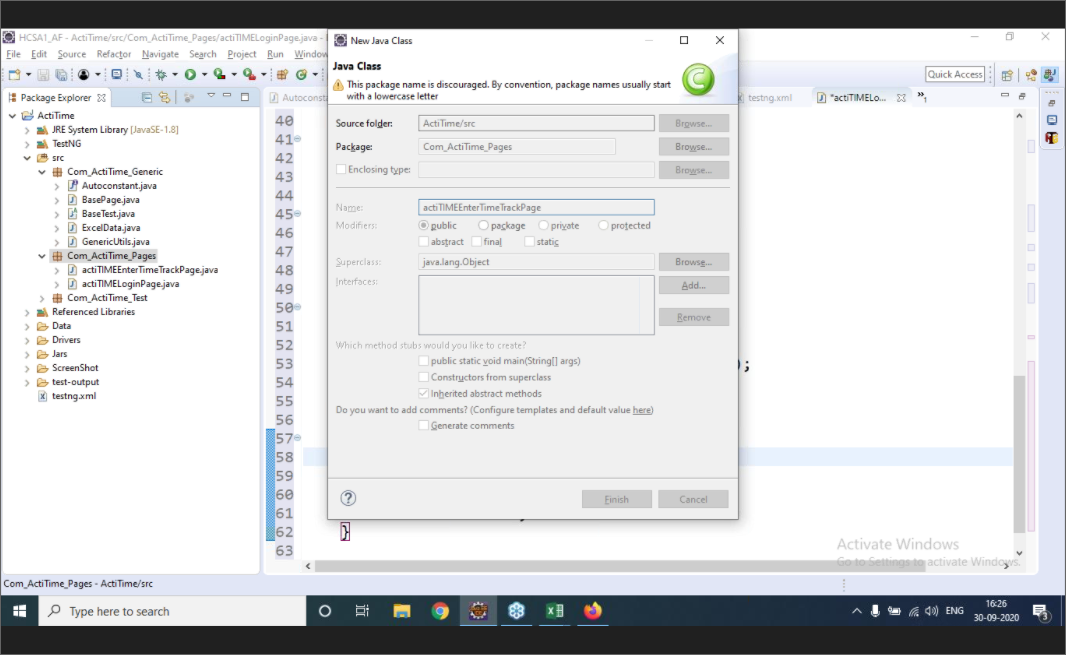 HCSA1_AF - ActiTime/src/Com_ActiTime_Pages/actiTIMELoginPage.java -
File Edit Source Refactor Navigate Search Project Run Window
Quick Access
Package Explorer
ActiTime
JRE System Library [JavaSE-1.8]
TestNG
src
Com_ActiTime_Generic
Autoconstant.java
BasePage.java
BaseTest.java
ExcelData.java
GenericUtils.java
Com_ActiTime_Pages
actiTIMEEnterTimeTrackPage.java
actiTIMELoginPage.java
Com_ActiTime_Test
Referenced Libraries
Data
Drivers
Jars
ScreenShot
test-output
testng.xml
Autoconsta
testng.xml
*actiTIMELo...
»1
40
41
42
43
44
45
46
47
48
49
50
51
52
53
54
55
56
57
58
59
60
61
62
63
);
}
New Java Class
Java Class
This package name is discouraged. By convention, package names usually start
with a lowercase letter
C
Source folder: ActiTime/src Browse...
Package: Com_ActiTime_Pages Browse...
Enclosing type: Browse...
Name: actiTIMEEnterTimeTrackPage
Modifiers: public package private protected
abstract final static
Superclass: java.lang.Object Browse...
Interfaces: Add...
Remove
Which method stubs would you like to create?
public static void main(String[] args)
Constructors from superclass
Inherited abstract methods
Do you want to add comments? (Configure templates and default value here)
Generate comments
? Finish Cancel
Activate Windows
Go to Settings to activate Windows.
Com_ActiTime_Pages - ActiTime/src
Type here to search
ENG
16:26
30-09-2020
3